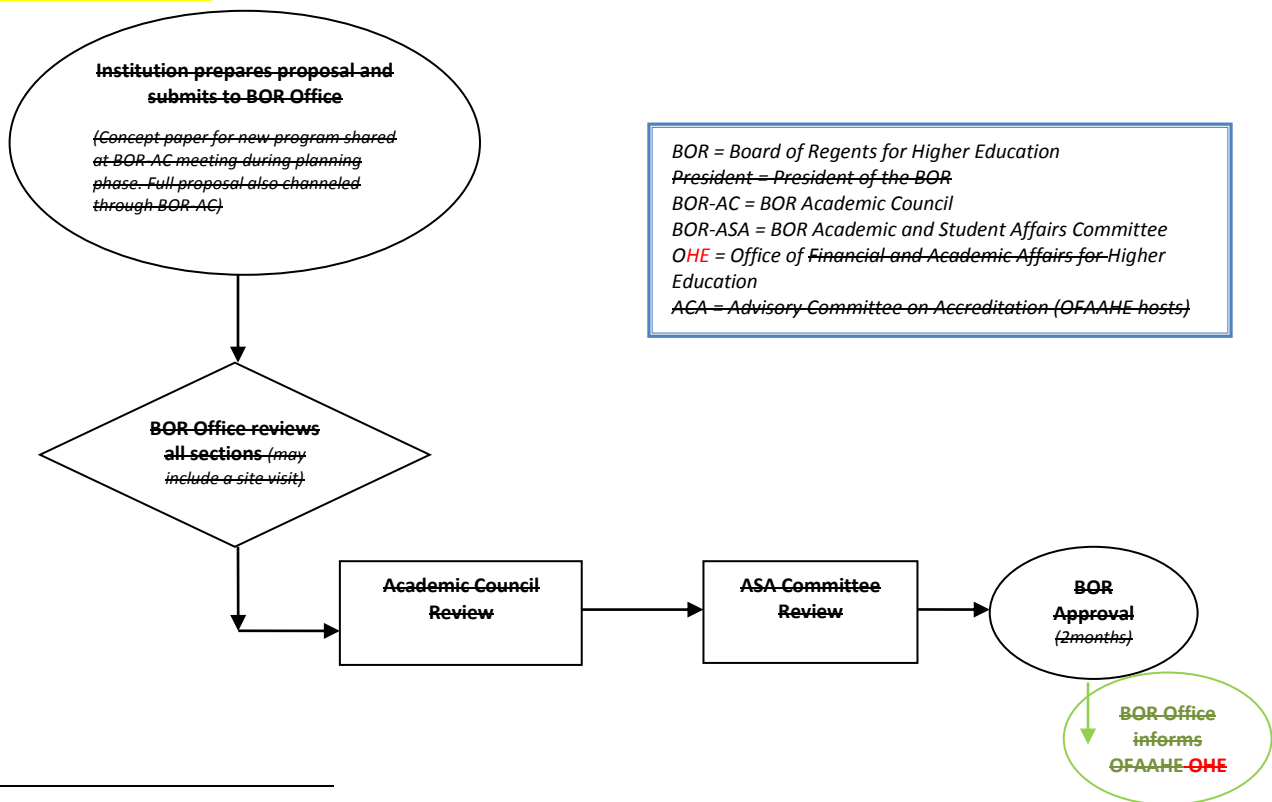 Institution prepares proposal and
submits to BOR Office
(Concept paper for new program shared
at BOR-AC meeting during planning
phase. Full proposal also channeled
through BOR-AC)
BOR = Board of Regents for Higher Education
President = President of the BOR
BOR-AC = BOR Academic Council
BOR-ASA = BOR Academic and Student Affairs Committee
OHE = Office of Financial and Academic Affairs for Higher
Education
ACA = Advisory Committee on Accreditation (OFAAHE hosts)
BOR Office reviews
all sections (may
include a site visit)
Academic Council
Review
ASA Committee
Review
BOR
Approval
(2months)
BOR Office
informs
OFAAHE OHE